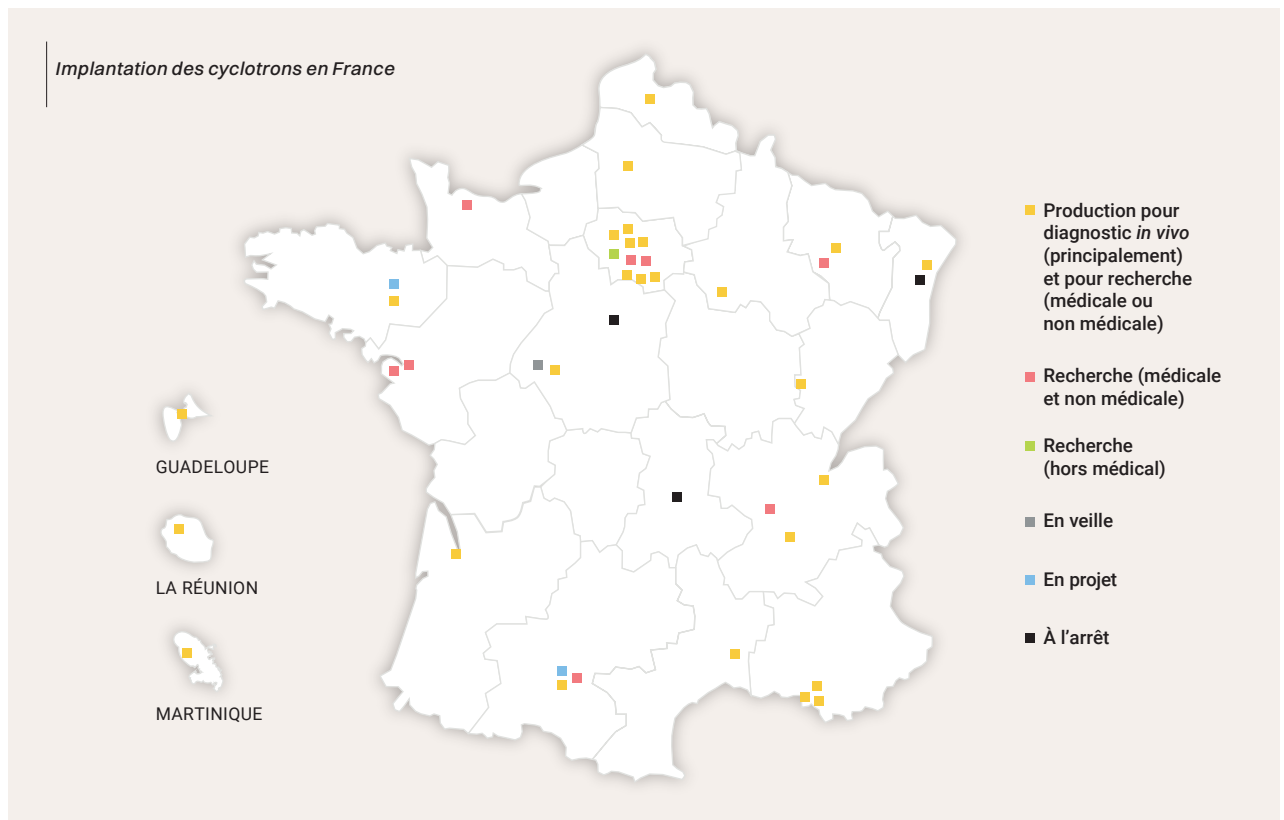 Implantation des cyclotrons en France
Production pour
diagnostic in vivo
(principalement)
et pour recherche
(médicale ou
non médicale)
Recherche (médicale
et non médicale)
Recherche
(hors médical)
En veille
En projet
À l’arrêt
GUADELOUPE
LA RÉUNION
MARTINIQUE